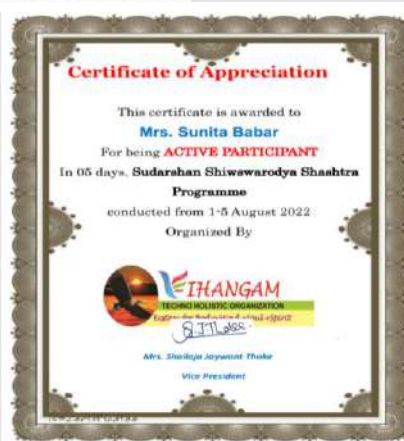 Certificate of Appreciation
This certificate is awarded to
Mrs. Sunita Babar
For being ACTIVE PARTICIPANT
In 05 days, Sudarshan Shiwswarodya Shashtra
Programme
conducted from 1-5 August 2022
Organized By
VIHANGAM
TECHNO HOLISTIC ORGANIZATION
Mrs. Shailaja Jaywant Thoke
Vice President